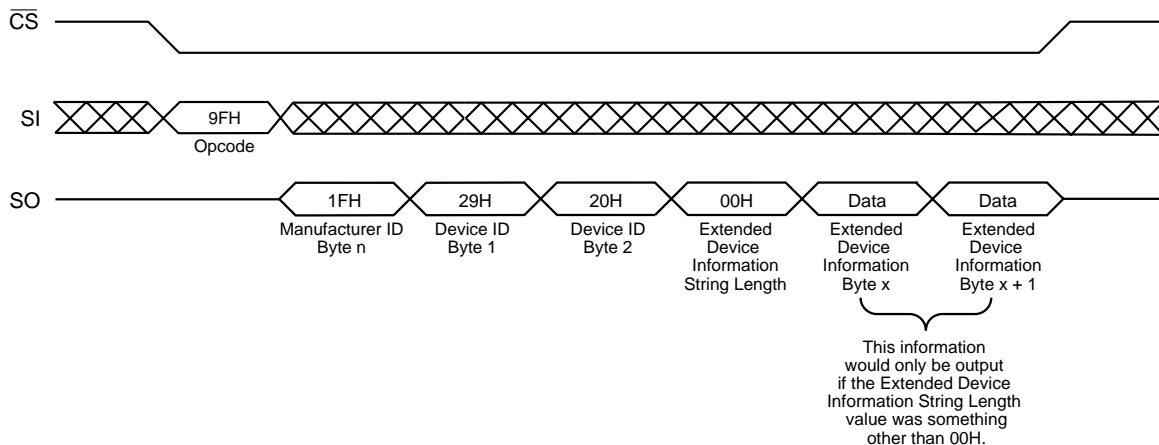 CS
SI
9FH
Opcode
SO
1FH
29H
20H
00H
Data
Data
Manufacturer ID
Byte n
Device ID
Byte 1
Device ID
Byte 2
Extended
Device
Information
String Length
Extended
Device
Information
Byte x
Extended
Device
Information
Byte x + 1
This information
would only be output
if the Extended Device
Information String Length
value was something
other than 00H.